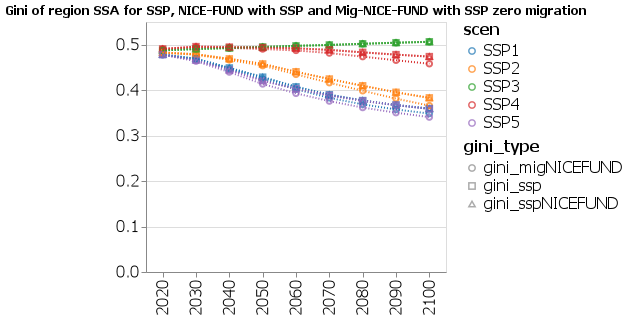 Gini of region SSA for SSP, NICE-FUND with SSP and Mig-NICE-FUND with SSP zero migration
scen
SSP1
SSP2
SSP3
SSP4
SSP5
gini_type
gini_migNICEFUND
gini_ssp
gini_sspNICEFUND
0.5
0.4
0.3
0.2
0.1
0.0
2020
2030
2040
2050
2060
2070
2080
2090
2100